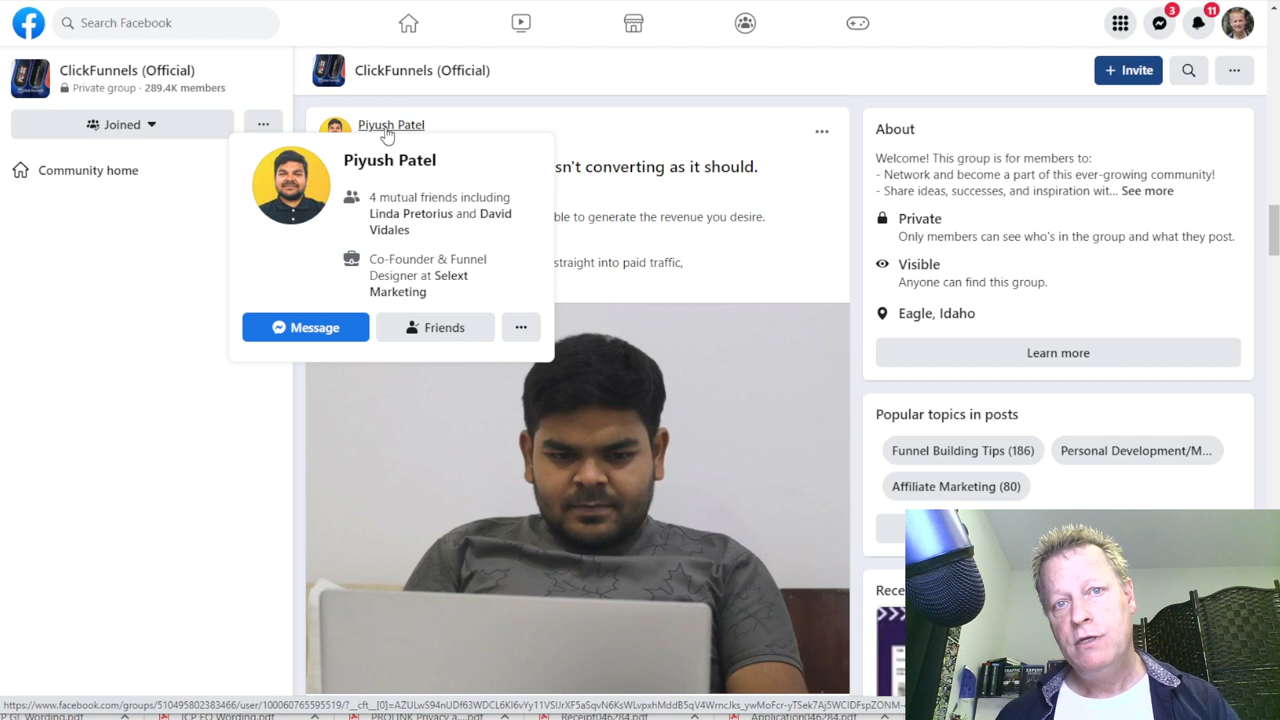 Search Facebook
3
11
ClickFunnels (Official)
Private group · 289.4K members
Joined
Community home
ClickFunnels (Official)
+ Invite
Piyush Patel
sn't converting as it should.
ble to generate the revenue you desire.
straight into paid traffic,
Piyush Patel
4 mutual friends including
Linda Pretorius and David
Vidales
Co-Founder & Funnel
Designer at Selext
Marketing
Message
Friends
About
Welcome! This group is for members to:
- Network and become a part of this ever-growing community!
- Share ideas, successes, and inspiration wit... See more
Private
Only members can see who's in the group and what they post.
Visible
Anyone can find this group.
Eagle, Idaho
Learn more
Popular topics in posts
Funnel Building Tips (186)
Personal Development/M...
Affiliate Marketing (80)
Rece